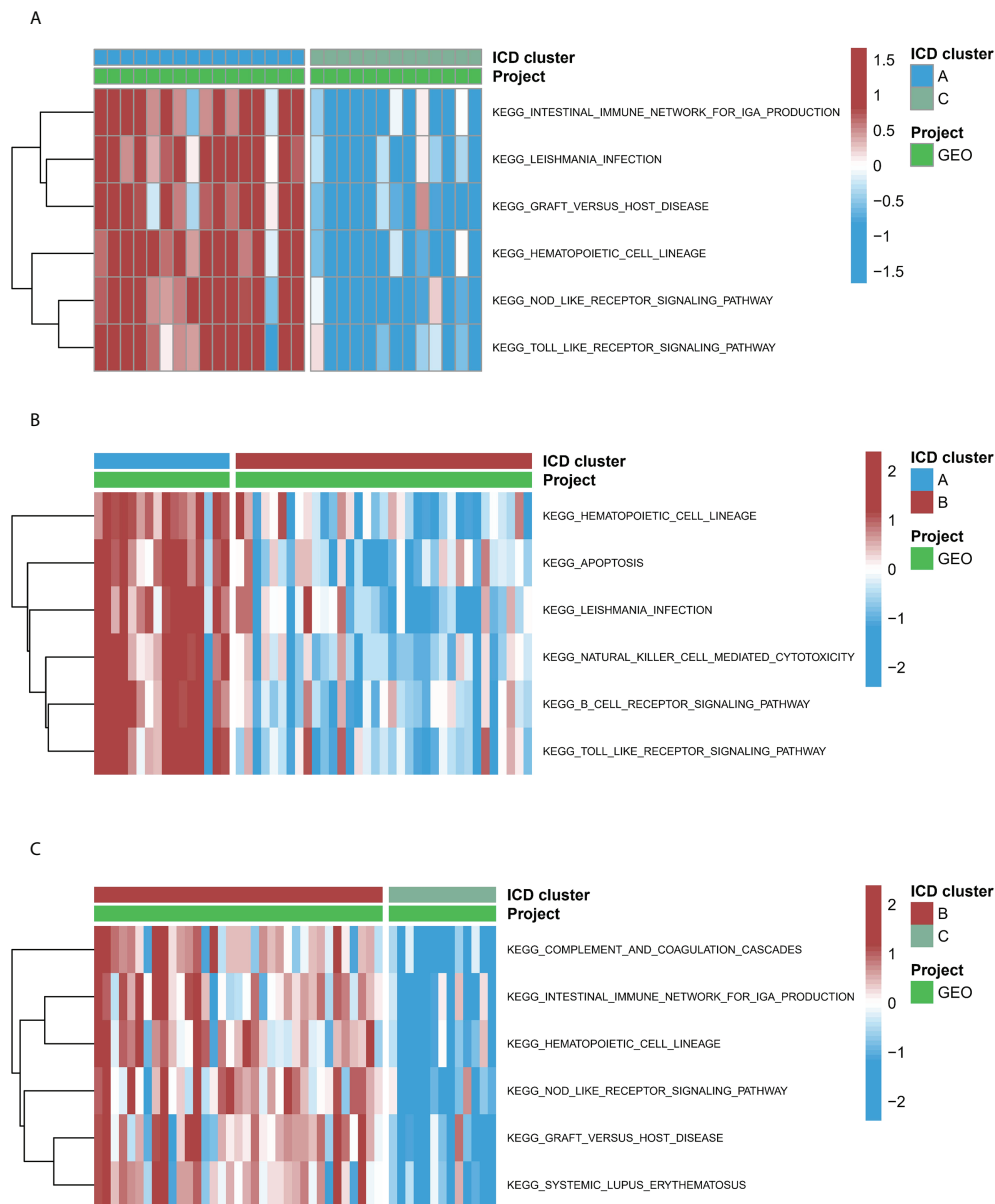 A
ICD cluster
Project
KEGG_INTESTINAL_IMMUNE_NETWORK_FOR_IGA_PRODUCTION
KEGG_LEISHMANIA_INFECTION
KEGG_GRAFT_VERSUS_HOST_DISEASE
KEGG_HEMATOPOIETIC_CELL_LINEAGE
KEGG_NOD_LIKE_RECEPTOR_SIGNALING_PATHWAY
KEGG_TOLL_LIKE_RECEPTOR_SIGNALING_PATHWAY
1.5
1
0.5
0
−0.5
−1
−1.5
ICD cluster
A
C
Project
GEO
B
ICD cluster
Project
KEGG_HEMATOPOIETIC_CELL_LINEAGE
KEGG_APOPTOSIS
KEGG_LEISHMANIA_INFECTION
KEGG_NATURAL_KILLER_CELL_MEDIATED_CYTOTOXICITY
KEGG_B_CELL_RECEPTOR_SIGNALING_PATHWAY
KEGG_TOLL_LIKE_RECEPTOR_SIGNALING_PATHWAY
2
1
0
−1
−2
ICD cluster
A
B
Project
GEO
C
ICD cluster
Project
KEGG_COMPLEMENT_AND_COAGULATION_CASCADES
KEGG_INTESTINAL_IMMUNE_NETWORK_FOR_IGA_PRODUCTION
KEGG_HEMATOPOIETIC_CELL_LINEAGE
KEGG_NOD_LIKE_RECEPTOR_SIGNALING_PATHWAY
KEGG_GRAFT_VERSUS_HOST_DISEASE
KEGG_SYSTEMIC_LUPUS_ERYTHEMATOSUS
2
1
0
−1
−2
ICD cluster
B
C
Project
GEO